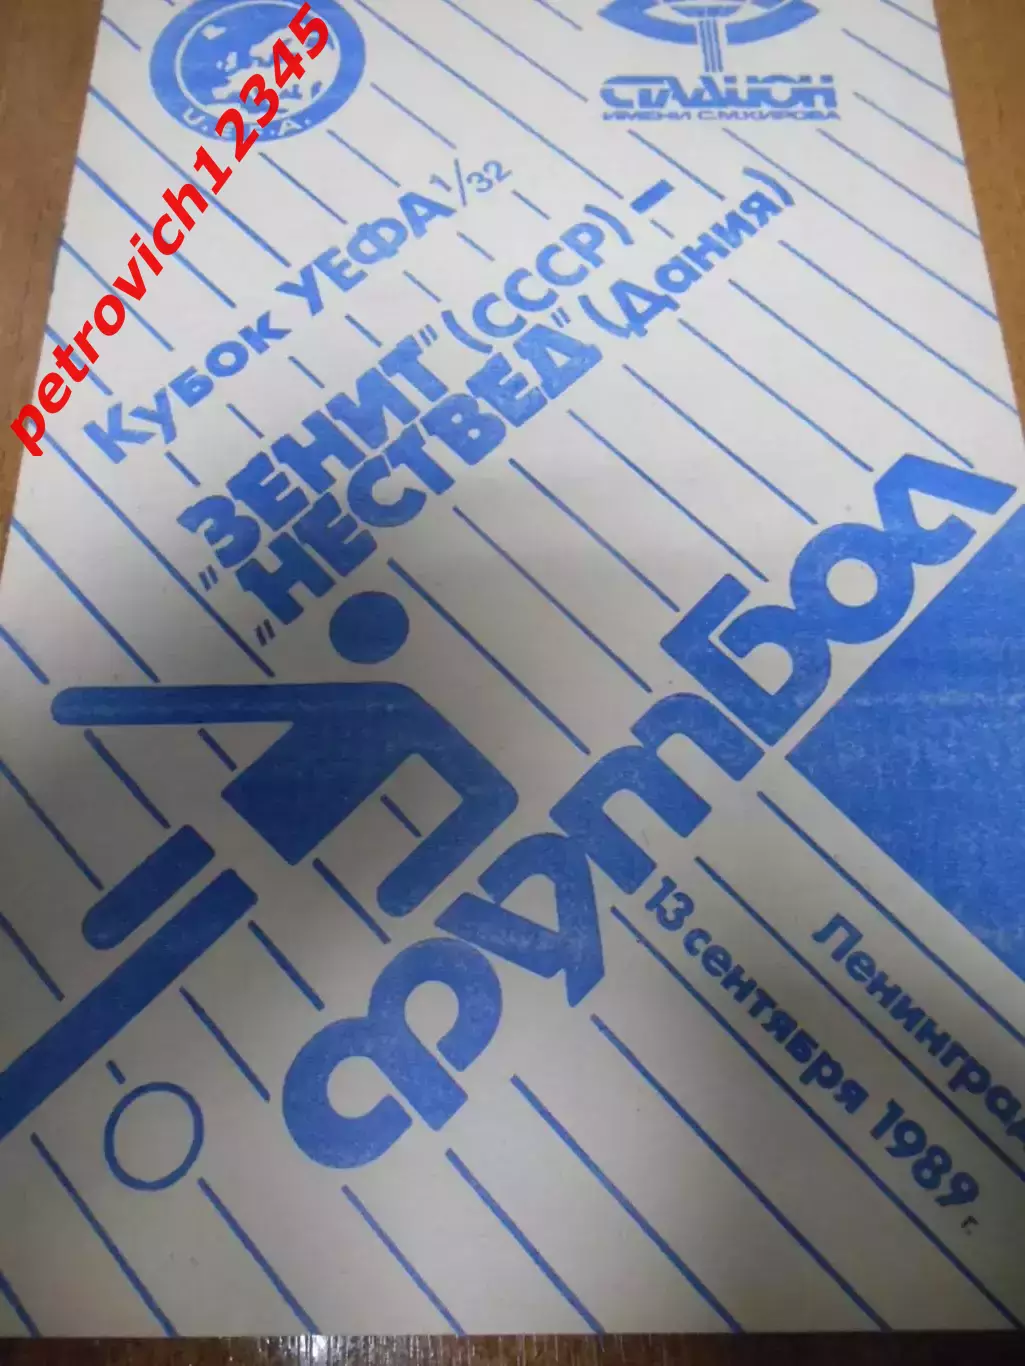 U.E.F.A.
СТАДИОН
ИМЕНИ С.М.КИРОВА
petrovich12345
Кубок УЕФА 1/32
"ЗЕНИТ" (СССР) –
"НЕСТВЕД" (Дания)
футбол
Ленинград
13 сентября 1989 г.